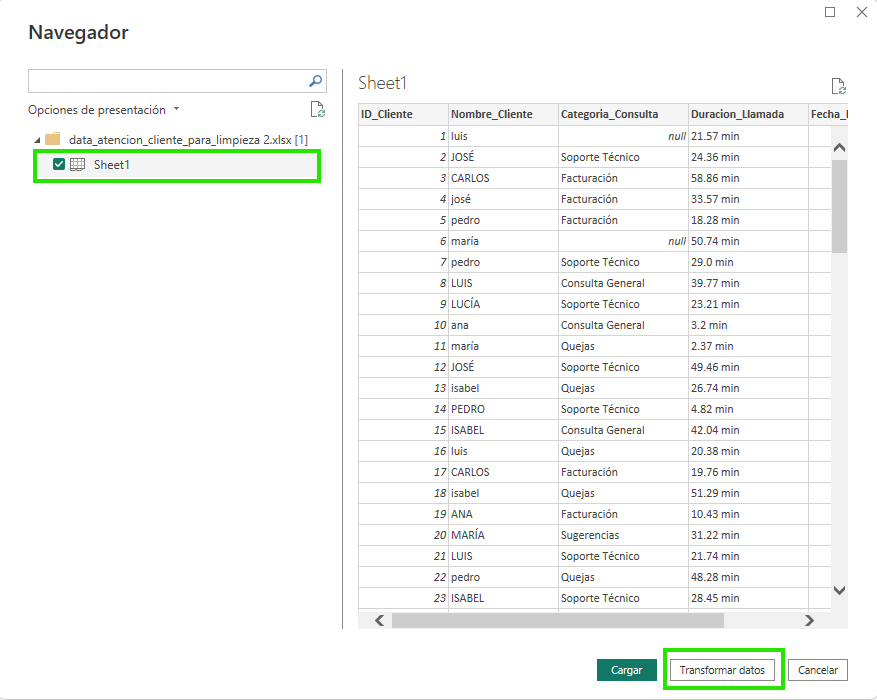 Navegador
Opciones de presentación
data_atencion_cliente_para_limpieza 2.xlsx [1]
Sheet1
Sheet1
ID_Cliente Nombre_Cliente Categoria_Consulta Duracion_Llamada Fecha_
1 luis null 21.57 min
2 JOSÉ Soporte Técnico 24.36 min
3 CARLOS Facturación 58.86 min
4 josé Facturación 33.57 min
5 pedro Facturación 18.28 min
6 maría null 50.74 min
7 pedro Soporte Técnico 29.0 min
8 LUIS Consulta General 39.77 min
9 LUCÍA Soporte Técnico 23.21 min
10 ana Consulta General 3.2 min
11 maría Quejas 2.37 min
12 JOSÉ Soporte Técnico 49.46 min
13 isabel Quejas 26.74 min
14 PEDRO Soporte Técnico 4.82 min
15 ISABEL Consulta General 42.04 min
16 luis Quejas 20.38 min
17 CARLOS Facturación 19.76 min
18 isabel Quejas 51.29 min
19 ANA Facturación 10.43 min
20 MARÍA Sugerencias 31.22 min
21 LUIS Soporte Técnico 21.74 min
22 pedro Quejas 48.28 min
23 ISABEL Soporte Técnico 28.45 min
Cargar Transformar datos Cancelar